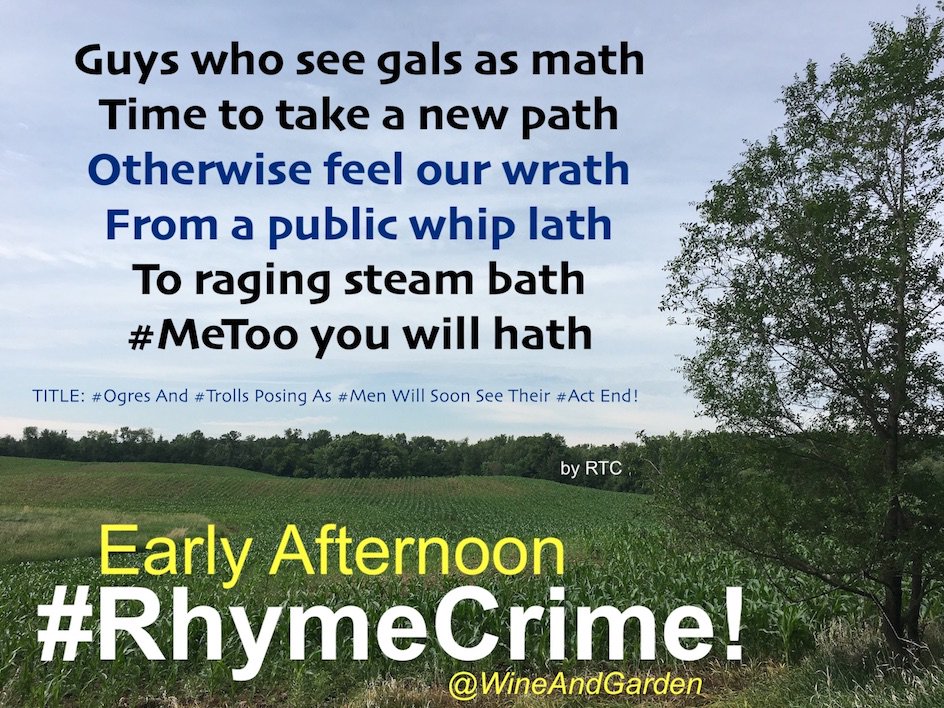 Guys who see gals as math
Time to take a new path
Otherwise feel our wrath
From a public whip lath
To raging steam bath
#MeToo you will hath
TITLE: #Ogres And #Trolls Posing As #Men Will Soon See Their #Act End!
by RTC
Early Afternoon
#RhymeCrime!
@WineAndGarden